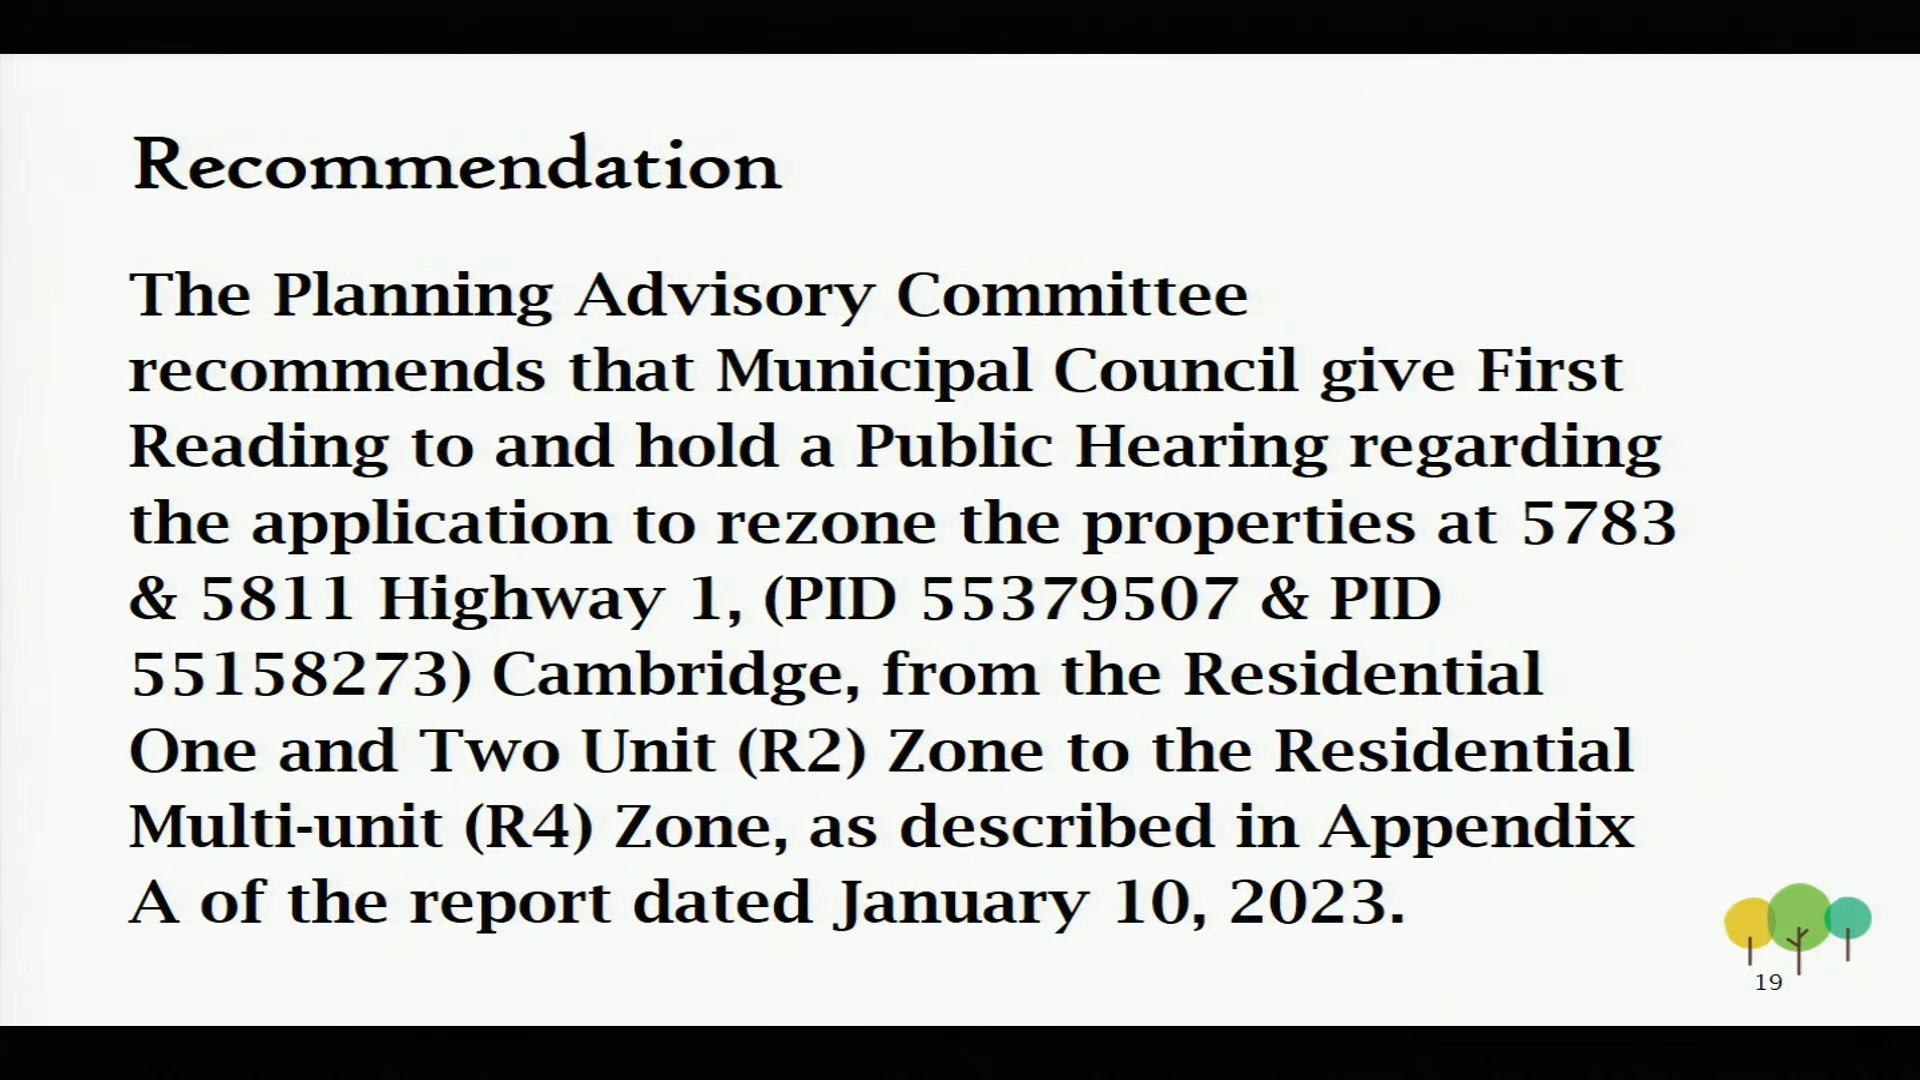 Recommendation
The Planning Advisory Committee
recommends that Municipal Council give First
Reading to and hold a Public Hearing regarding
the application to rezone the properties at 5783
& 5811 Highway 1, (PID 55379507 & PID
55158273) Cambridge, from the Residential
One and Two Unit (R2) Zone to the Residential
Multi-unit (R4) Zone, as described in Appendix
A of the report dated January 10, 2023.
19